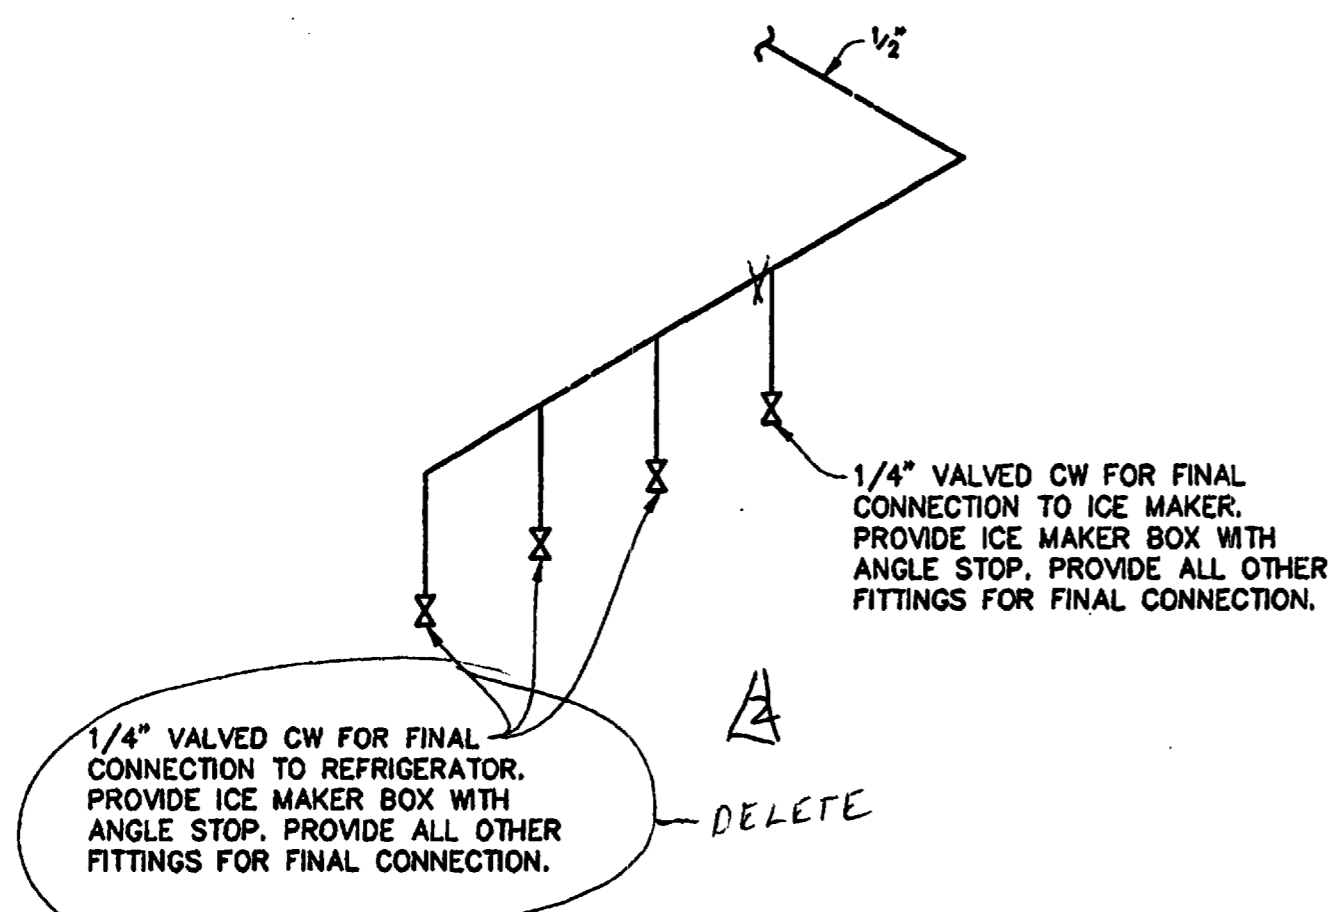 1/2"
1/4" VALVED CW FOR FINAL
CONNECTION TO ICE MAKER.
PROVIDE ICE MAKER BOX WITH
ANGLE STOP. PROVIDE ALL OTHER
FITTINGS FOR FINAL CONNECTION.
2
1/4" VALVED CW FOR FINAL
CONNECTION TO REFRIGERATOR.
PROVIDE ICE MAKER BOX WITH
ANGLE STOP. PROVIDE ALL OTHER
FITTINGS FOR FINAL CONNECTION.
DELETE